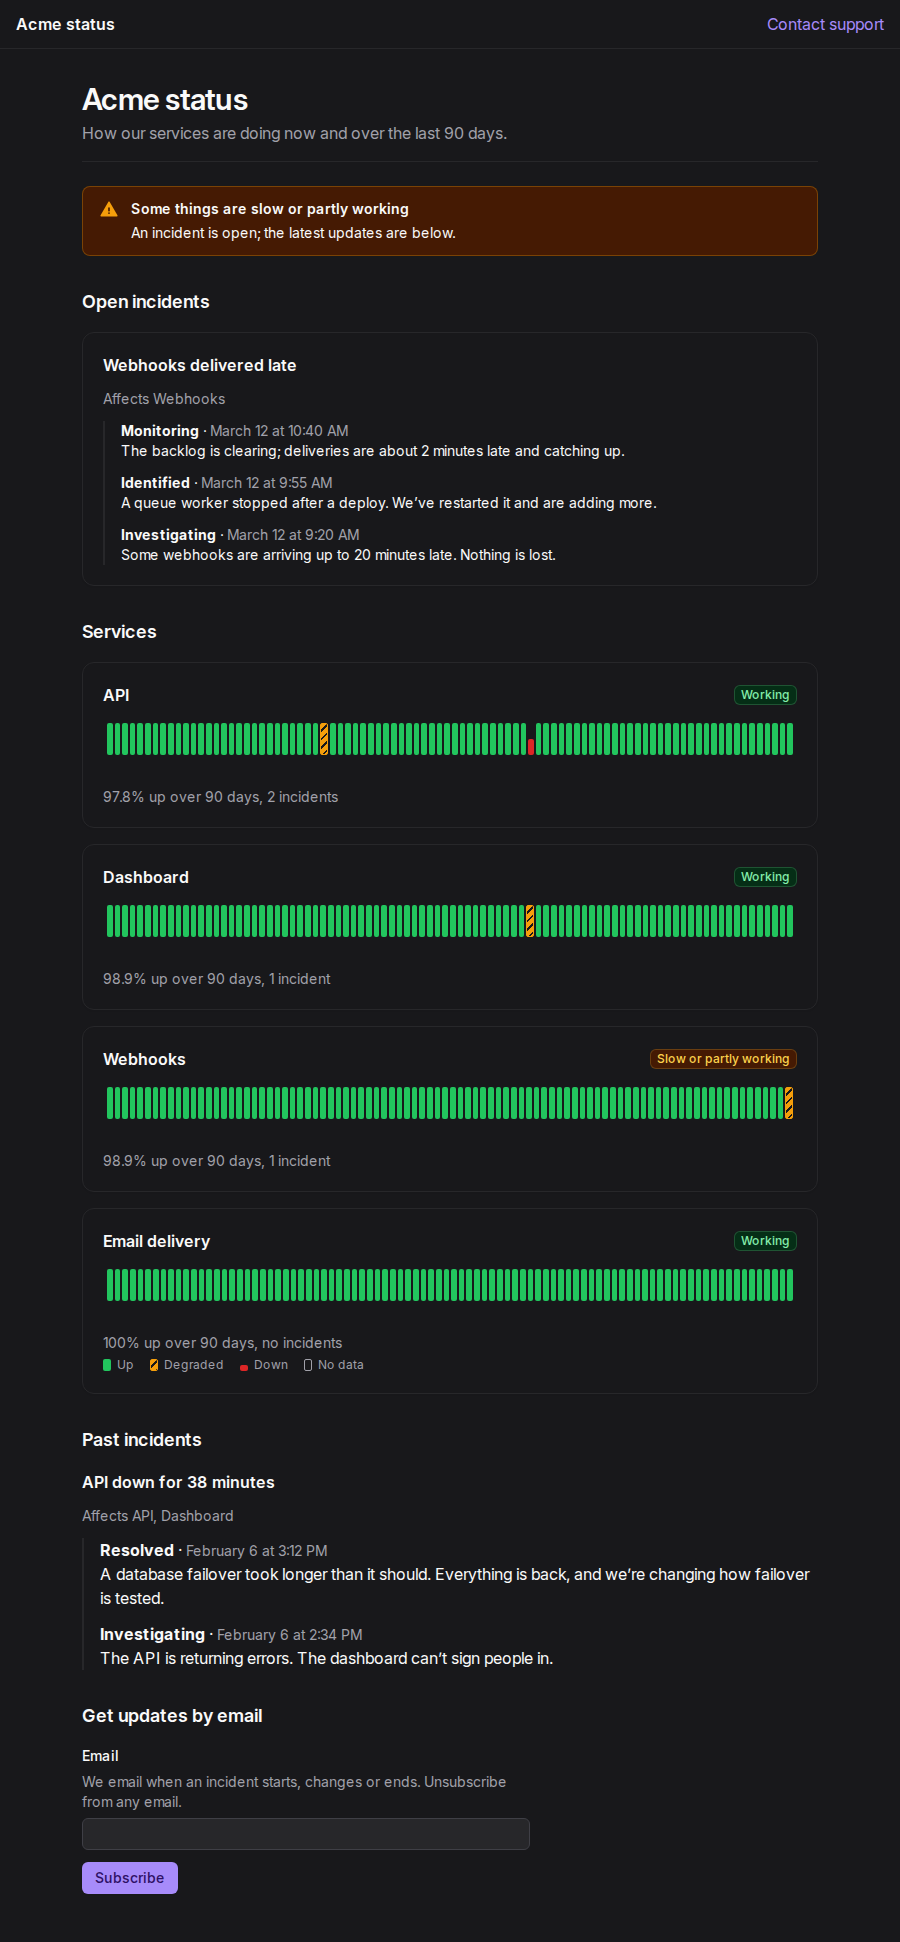 Acme status
Contact support
Acme status
How our services are doing now and over the last 90 days.
Some things are slow or partly working
An incident is open; the latest updates are below.
Open incidents
Webhooks delivered late
Affects Webhooks
Monitoring · March 12 at 10:40 AM
The backlog is clearing; deliveries are about 2 minutes late and catching up.
Identified · March 12 at 9:55 AM
A queue worker stopped after a deploy. We’ve restarted it and are adding more.
Investigating · March 12 at 9:20 AM
Some webhooks are arriving up to 20 minutes late. Nothing is lost.
Services
API
Working
97.8% up over 90 days, 2 incidents
Dashboard
Working
98.9% up over 90 days, 1 incident
Webhooks
Slow or partly working
98.9% up over 90 days, 1 incident
Email delivery
Working
100% up over 90 days, no incidents
Up Degraded Down No data
Past incidents
API down for 38 minutes
Affects API, Dashboard
Resolved · February 6 at 3:12 PM
A database failover took longer than it should. Everything is back, and we’re changing how failover
is tested.
Investigating · February 6 at 2:34 PM
The API is returning errors. The dashboard can’t sign people in.
Get updates by email
Email
We email when an incident starts, changes or ends. Unsubscribe
from any email.
Subscribe